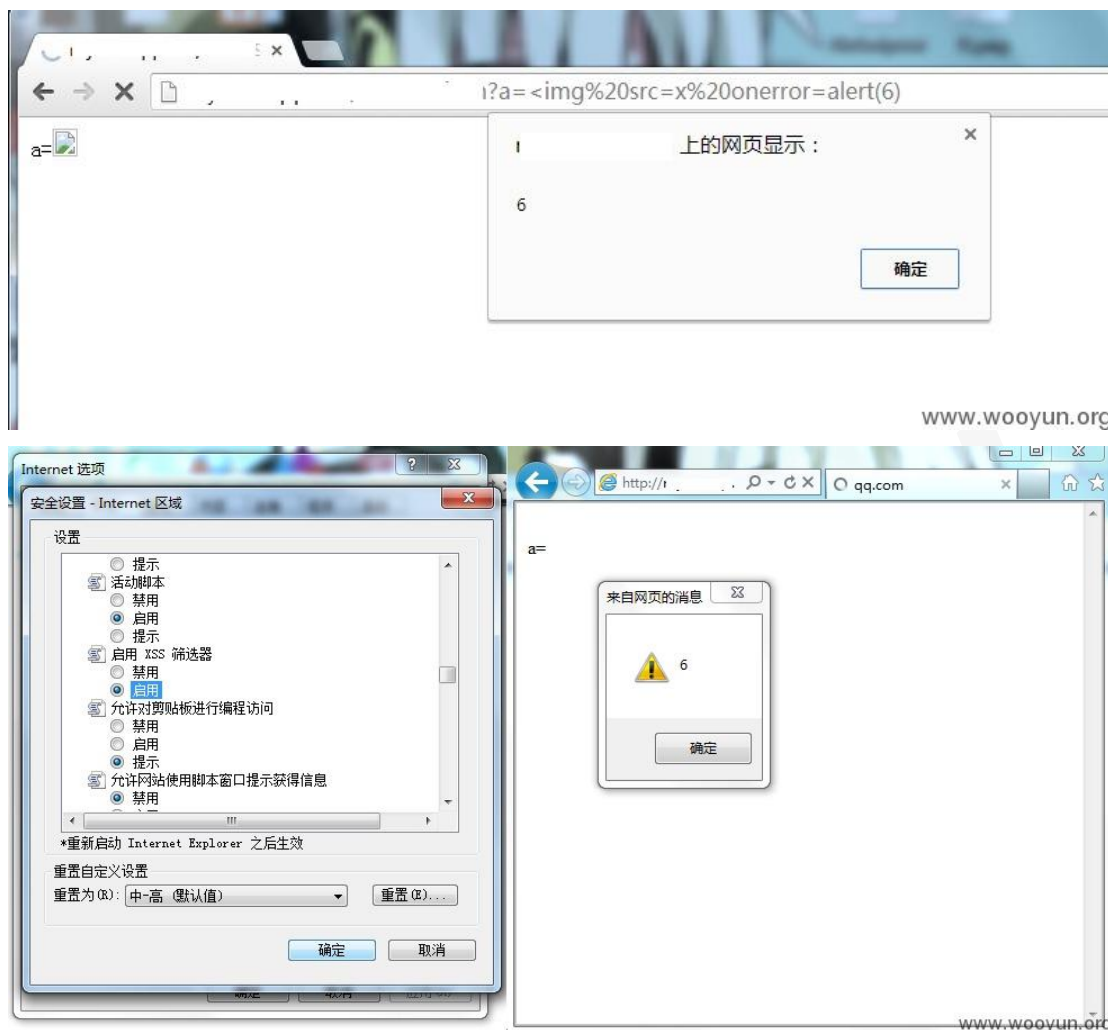 ?a=<img%20src=x%20onerror=alert(6)
a=
上的网页显示：
6
确定
www.wooyun.org
Internet 选项
安全设置 - Internet 区域
设置
提示
活动脚本
禁用
启用
提示
启用 XSS 筛选器
禁用
启用
允许对剪贴板进行编程访问
禁用
启用
提示
允许网站使用脚本窗口提示获得信息
禁用
*重新启动 Internet Explorer 之后生效
重置自定义设置
重置为(R): 中-高 (默认值)
重置(E)...
确定 取消
http:// qq.com
a=
来自网页的消息
6
确定
www.wooyun.org